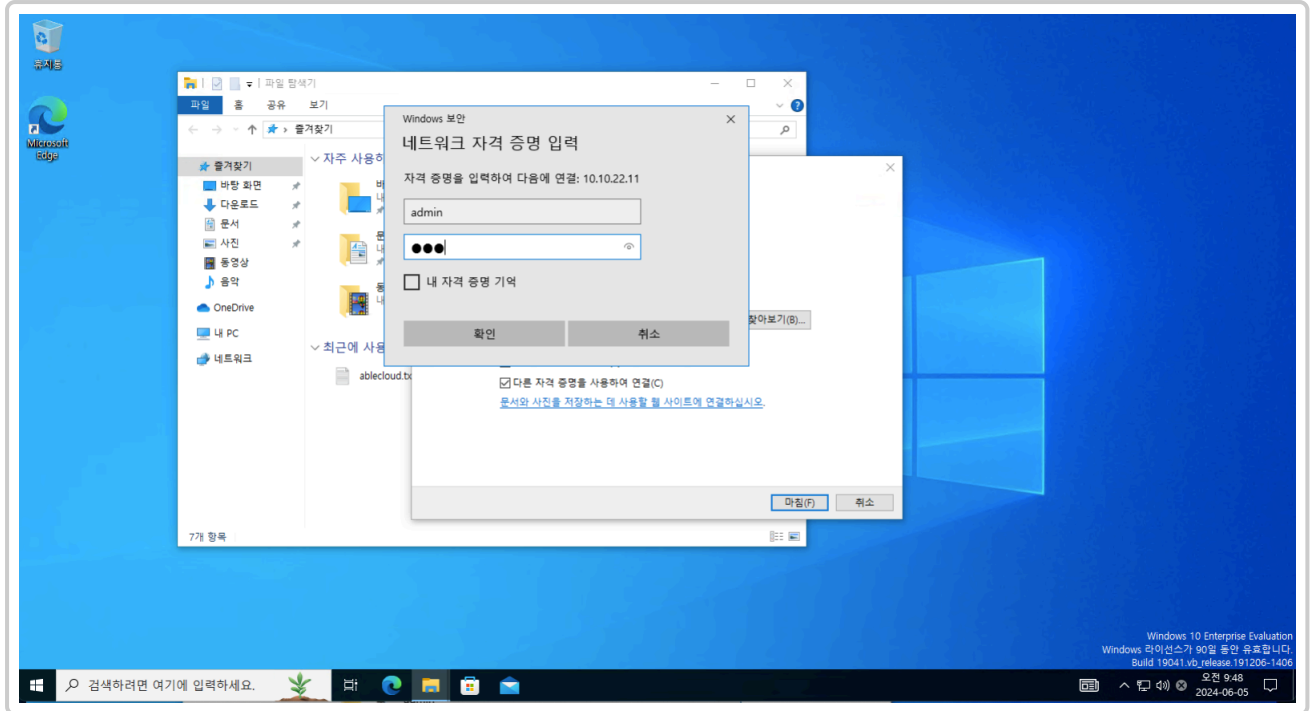 휴지통
Microsoft
Edge
파일 탐색기
파일 홈 공유 보기
즐겨찾기
즐겨찾기
바탕 화면
다운로드
문서
사진
동영상
음악
OneDrive
내 PC
네트워크
자주 사용하
최근에 사용
ablecloud.tx
7개 항목
Windows 보안
네트워크 자격 증명 입력
자격 증명을 입력하여 다음에 연결: 10.10.22.11
admin
내 자격 증명 기억
확인 취소
찾아보기(B)...
다른 자격 증명을 사용하여 연결(C)
문서와 사진을 저장하는 데 사용할 웹 사이트에 연결하십시오.
마침(F) 취소
Windows 10 Enterprise Evaluation
Windows 라이선스가 90일 동안 유효합니다.
Build 19041.vb_release.191206-1406
검색하려면 여기에 입력하세요.
오전 9:48
2024-06-05